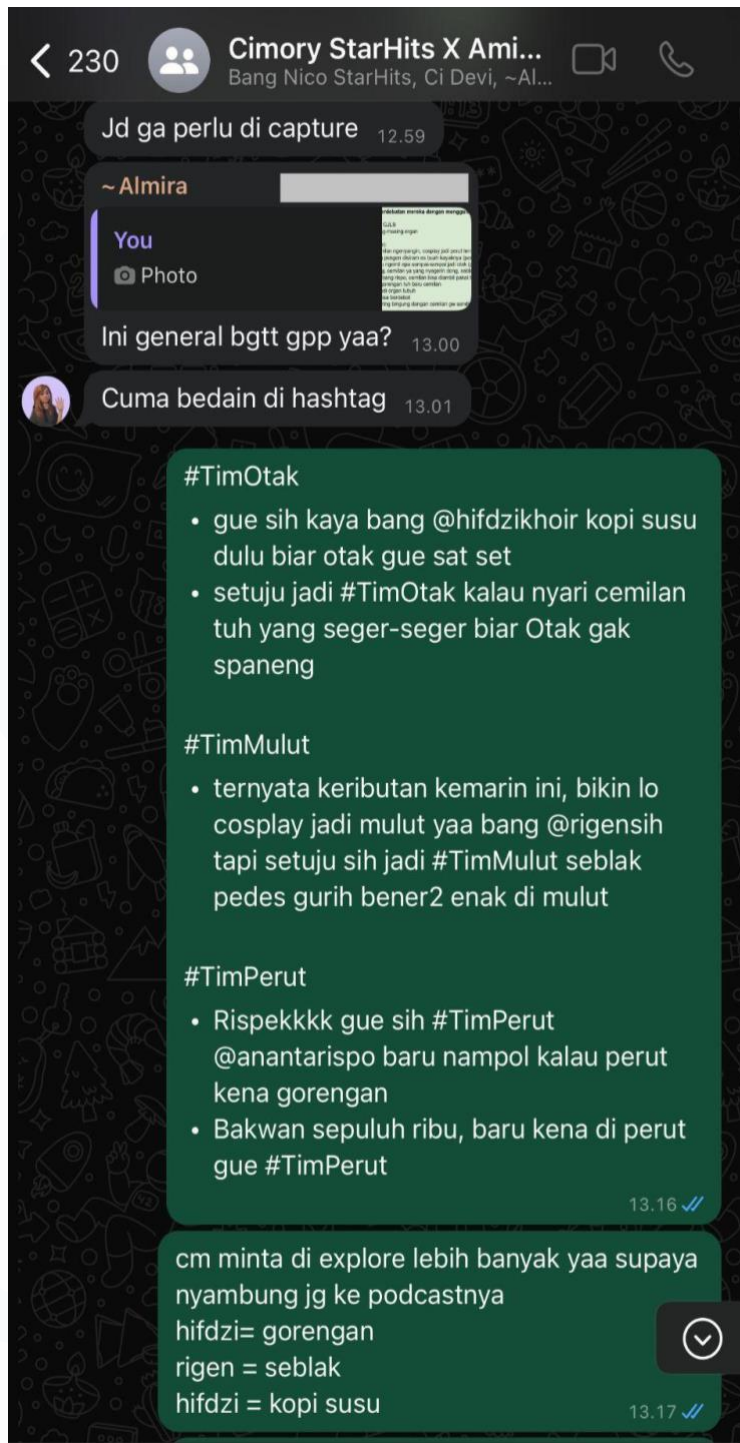 230
Cimory StarHits X Ami...
Bang Nico StarHits, Ci Devi, ~Al...
Jd ga perlu di capture 12.59
~Almira
You
Photo
Ini general bgtt gpp yaa? 13.00
Cuma bedain di hashtag 13.01
#TimOtak
• gue sih kaya bang @hifdzikhoir kopi susu
dulu biar otak gue sat set
• setuju jadi #TimOtak kalau nyari cemilan
tuh yang seger-seger biar Otak gak
spaneng
#TimMulut
• ternyata keributan kemarin ini, bikin lo
cosplay jadi mulut yaa bang @rigensih
tapi setuju sih jadi #TimMulut seblak
pedes gurih bener2 enak di mulut
#TimPerut
• Rispekkkk gue sih #TimPerut
@anantarispo baru nampol kalau perut
kena gorengan
• Bakwan sepuluh ribu, baru kena di perut
gue #TimPerut
13.16
cm minta di explore lebih banyak yaa supaya
nyambung jg ke podcastnya
hifdzi= gorengan
rigen = seblak
hifdzi = kopi susu
13.17